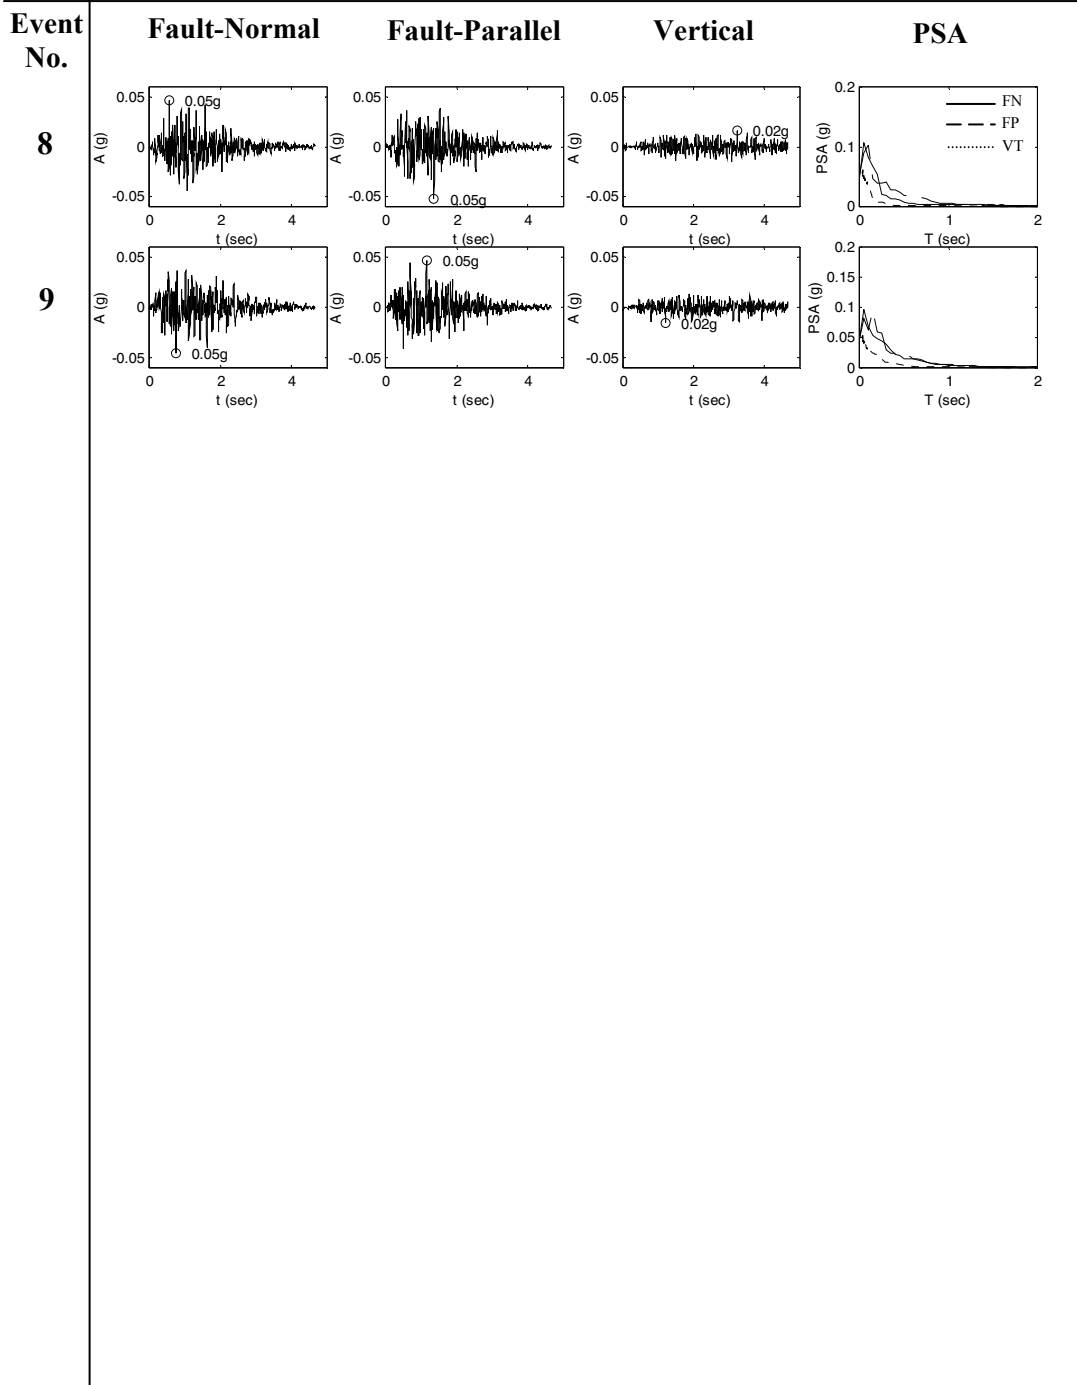 Event No.
Fault-Normal
Fault-Parallel
Vertical
PSA
8
0.05
0
-0.05
A (g)
0.05g
0 2 4
t (sec)
0.05
0
-0.05
A (g)
0.05g
0 2 4
t (sec)
0.05
0
-0.05
A (g)
0.02g
0 2 4
t (sec)
0.2
0.1
0
PSA (g)
FN
FP
VT
0 1 2
T (sec)
9
0.05
0
-0.05
A (g)
0.05g
0 2 4
t (sec)
0.05
0
-0.05
A (g)
0.05g
0 2 4
t (sec)
0.05
0
-0.05
A (g)
0.02g
0 2 4
t (sec)
0.2
0.15
0.1
0.05
0
PSA (g)
0 1 2
T (sec)